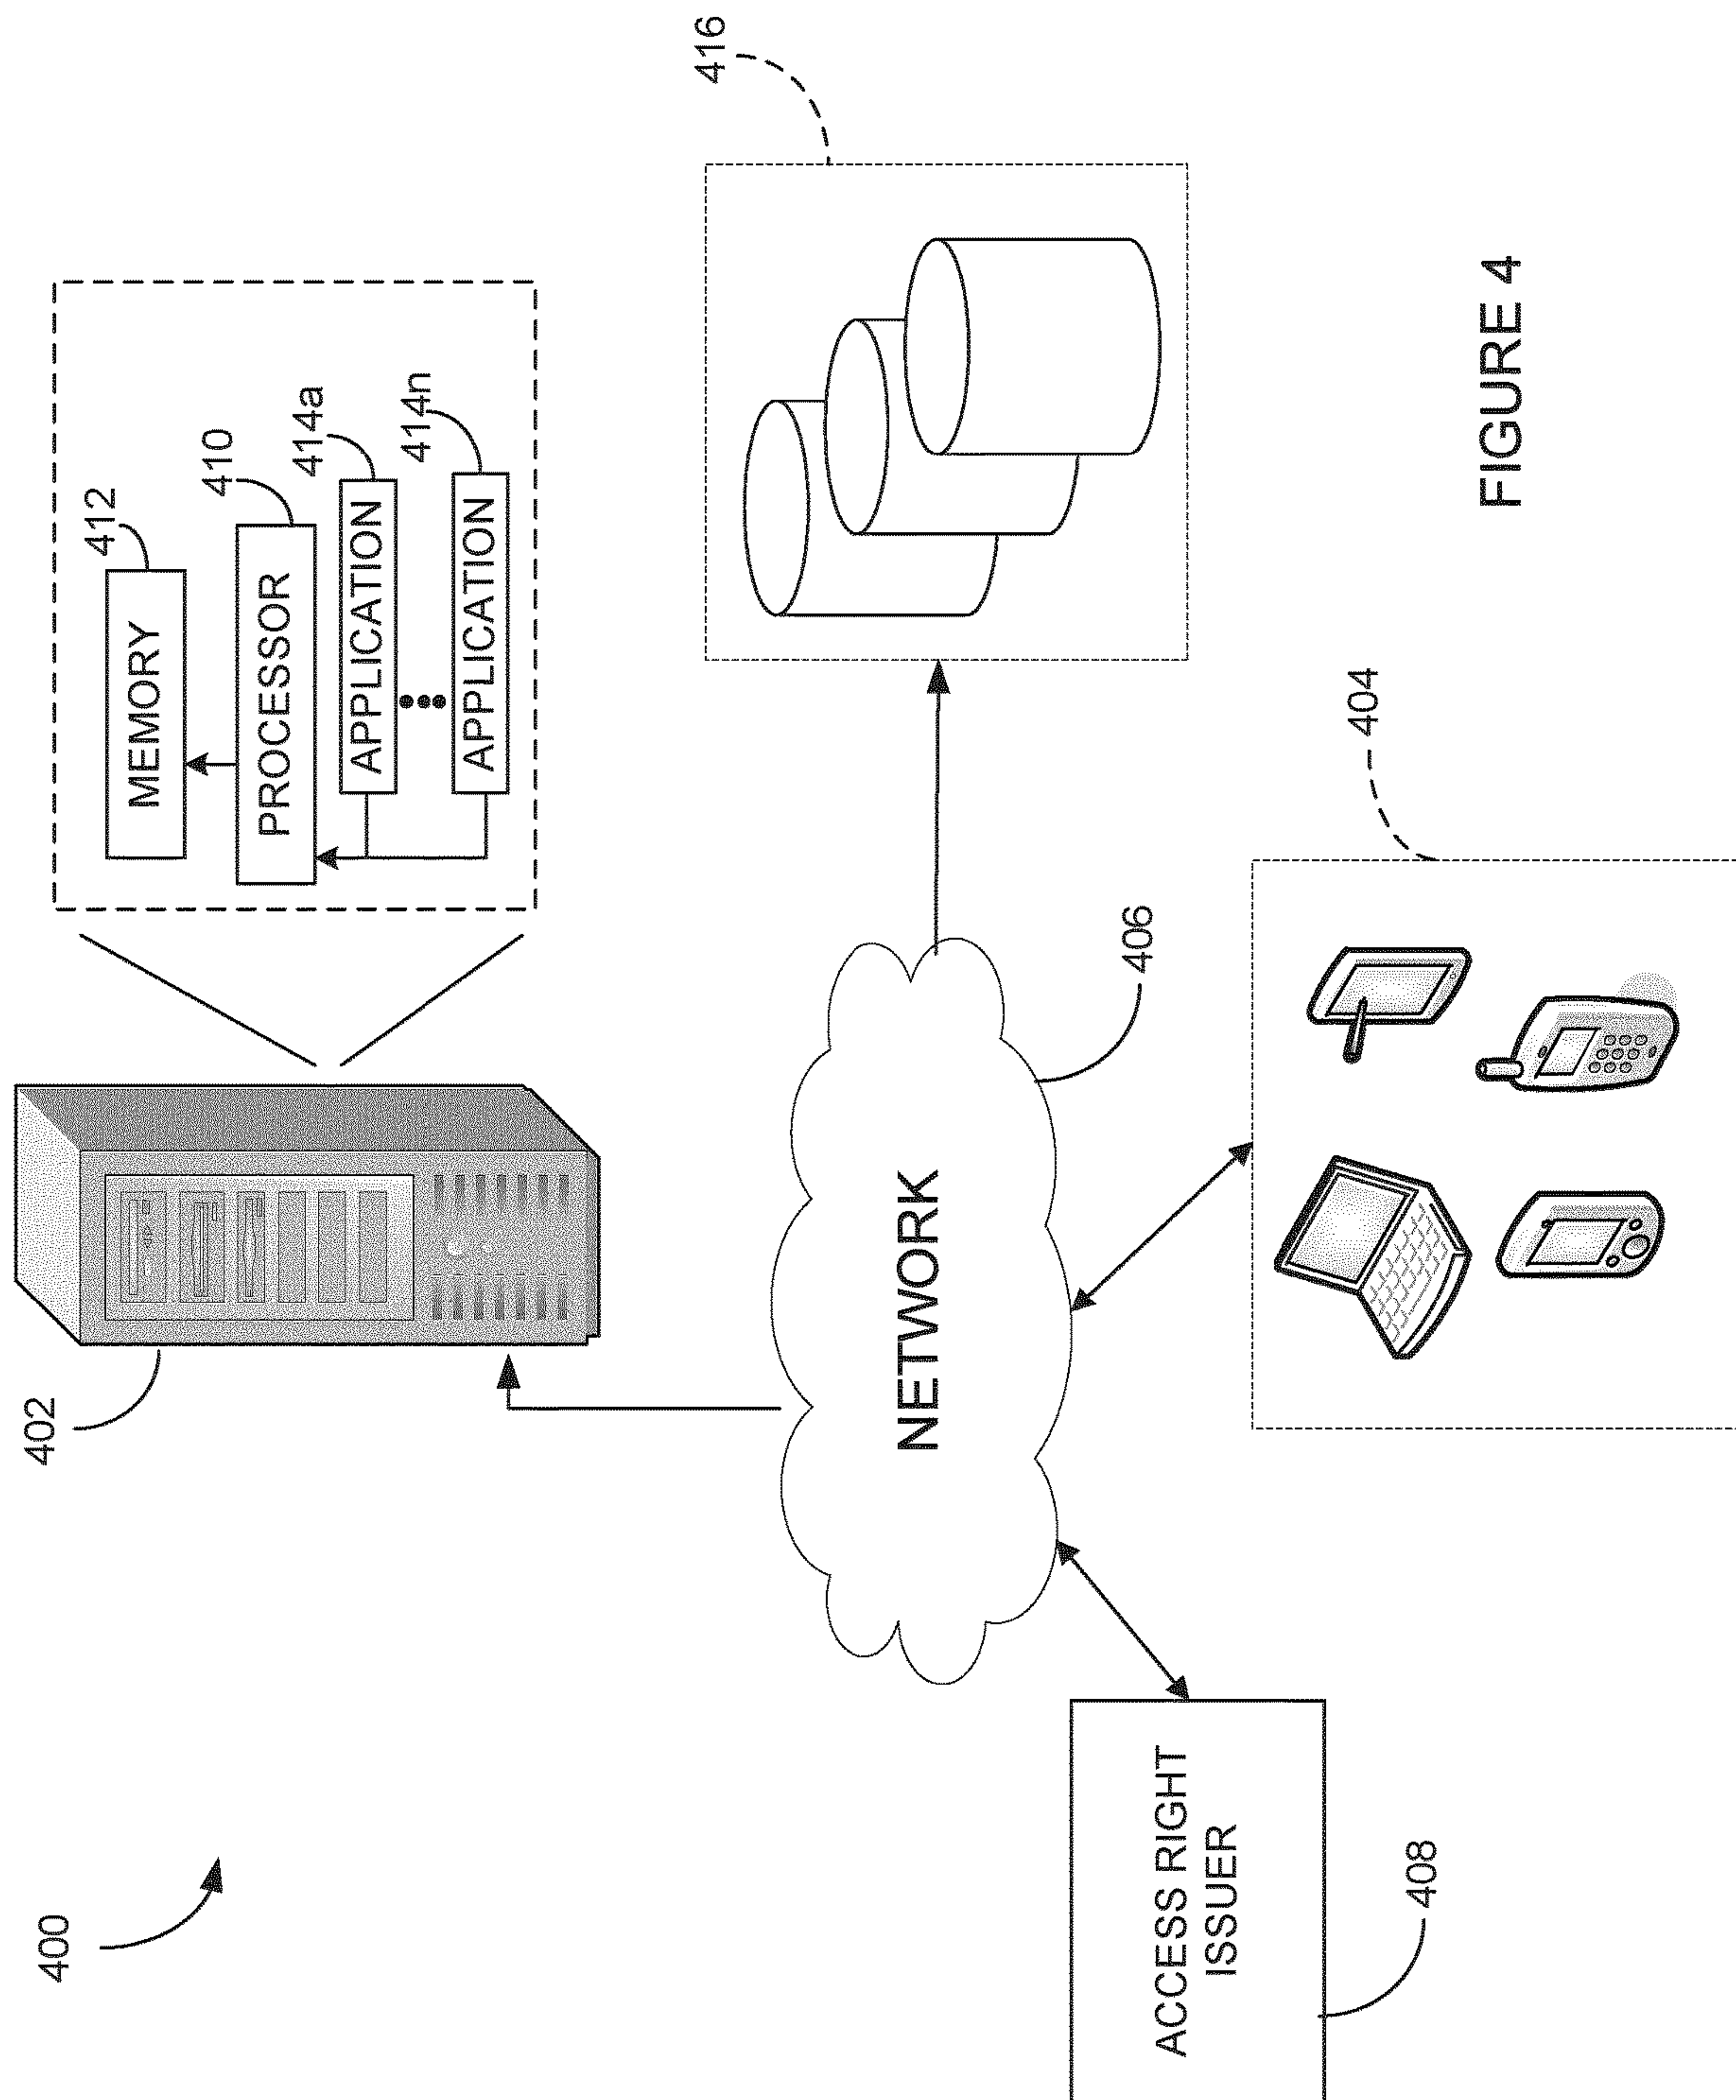 400
402
MEMORY
412
PROCESSOR
410
APPLICATION
414a
APPLICATION
414n
416
NETWORK
406
404
ACCESS RIGHT
ISSUER
408
FIGURE 4